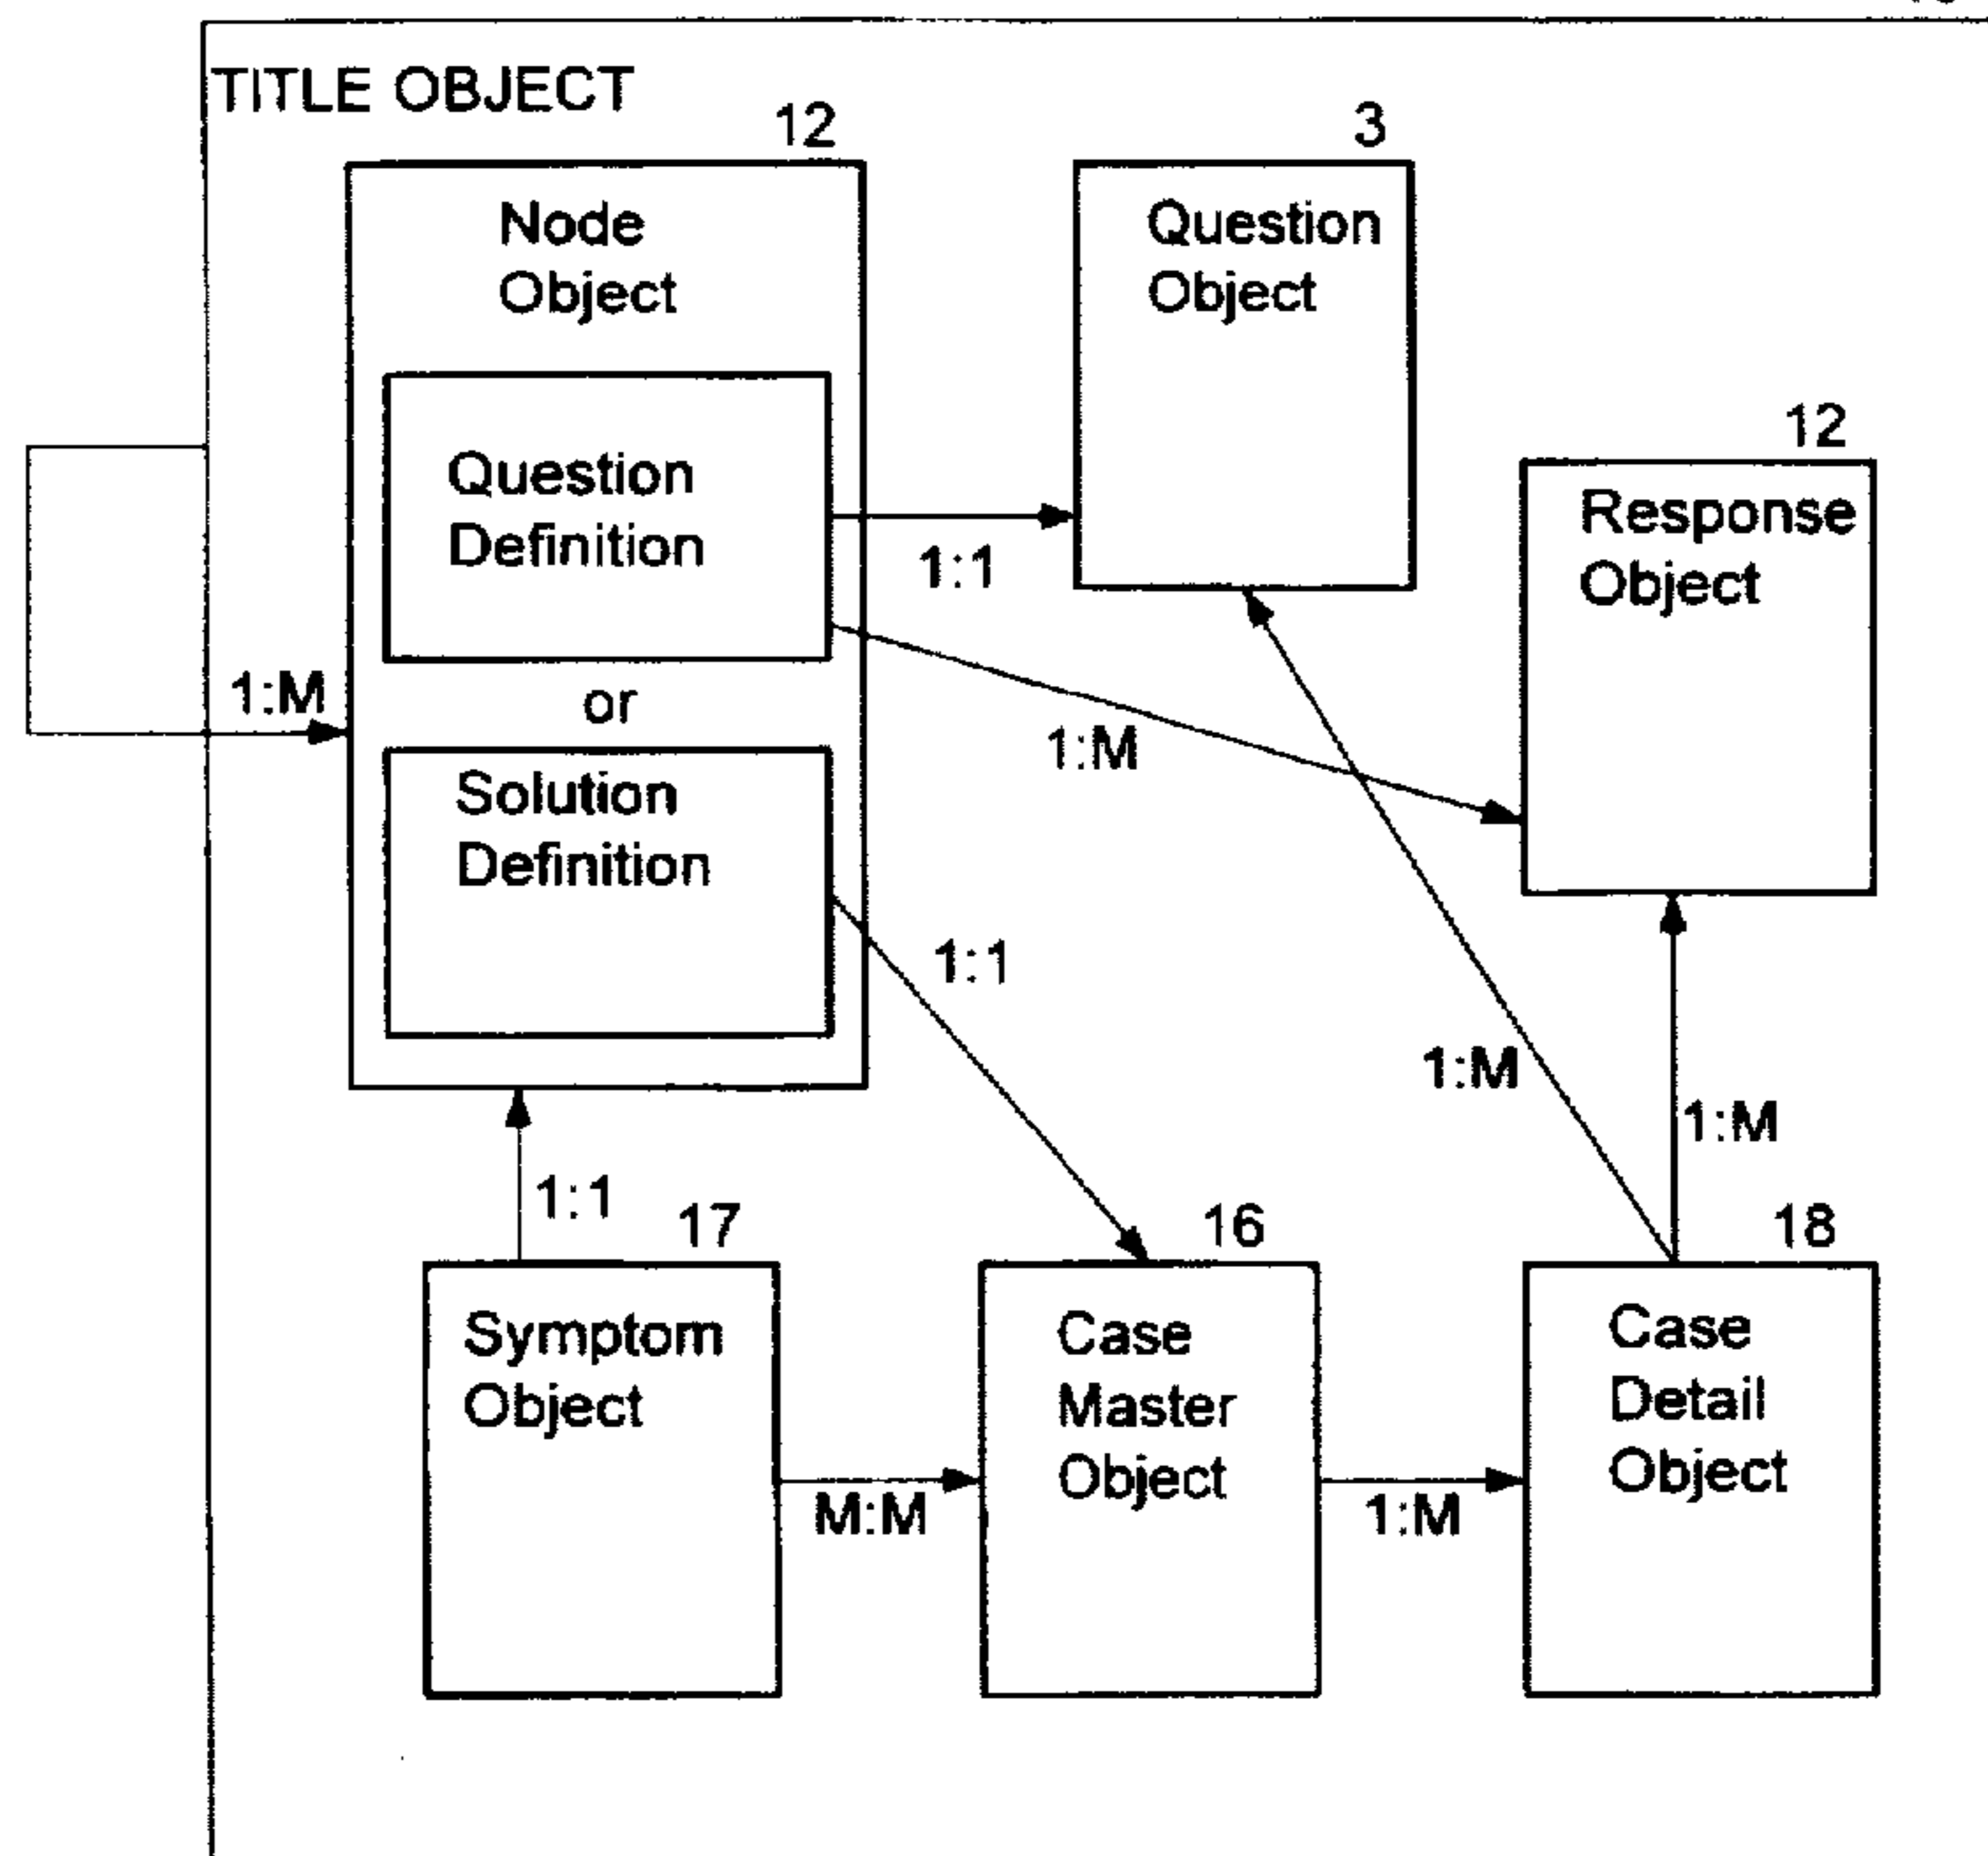 TITLE OBJECT
12
Node
Object
Question
Definition
or
Solution
Definition
3
Question
Object
12
Response
Object
1:1
1:M
1:M
1:1
1:M
1:M
1:1
17
Symptom
Object
M:M
16
Case
Master
Object
1:M
18
Case
Detail
Object